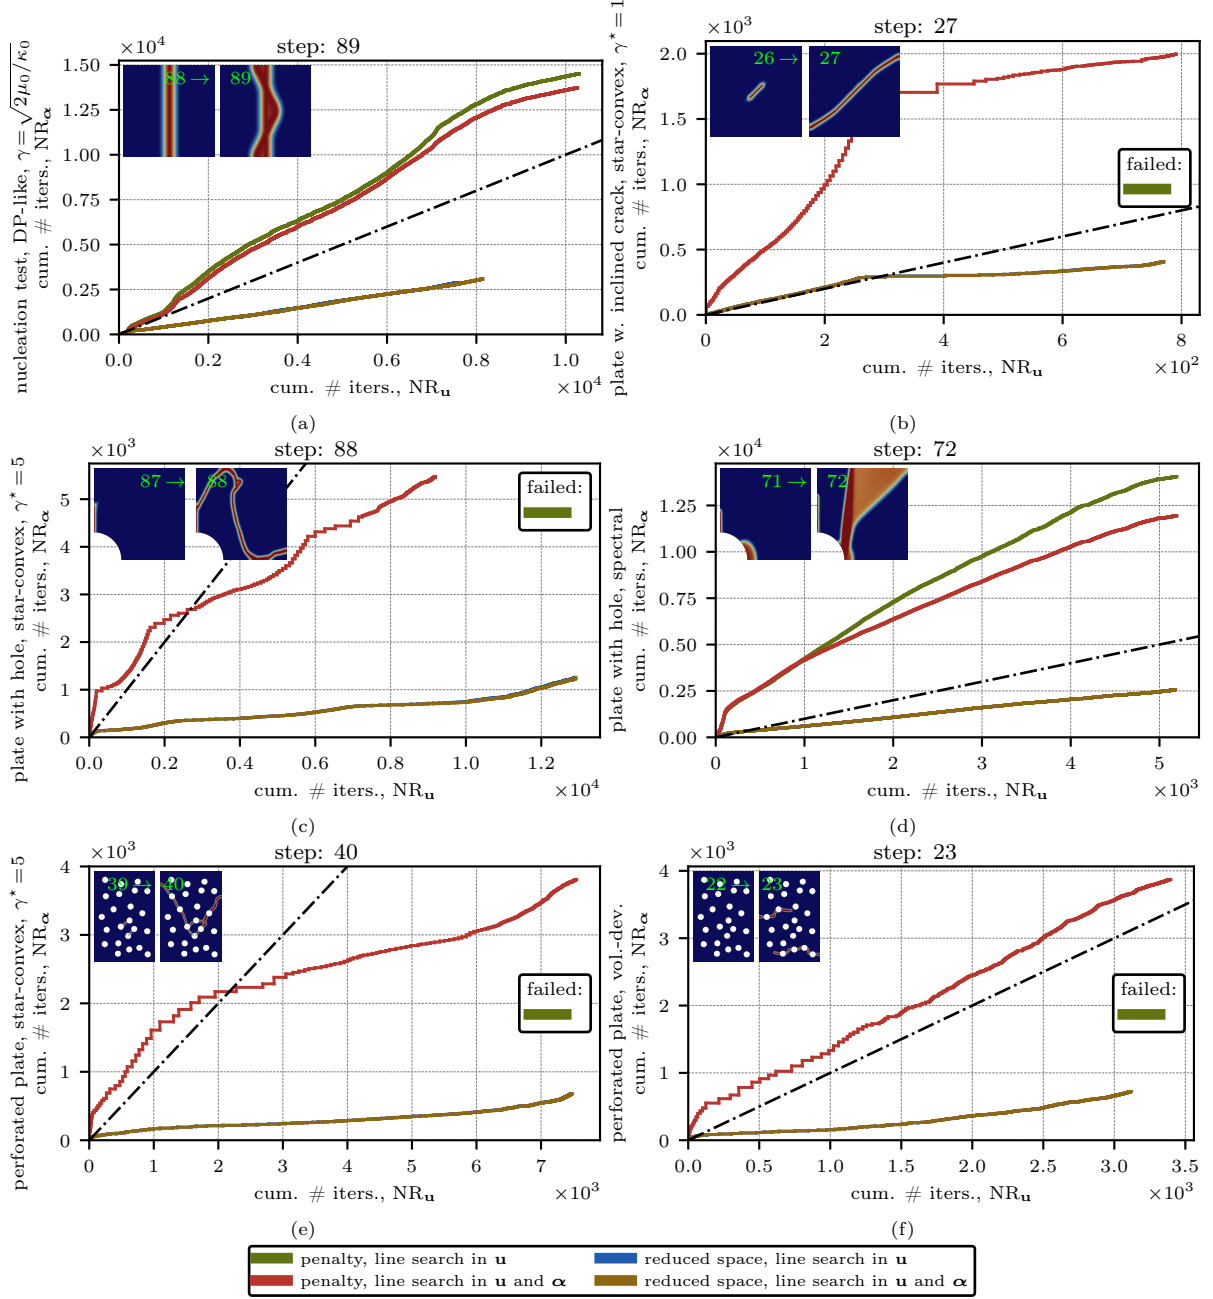 ×10⁴
step: 89
nucleation test, DP-like, γ = √2μ₀/κ₀
cum. # iters., NR𝛂
88 →
89
1.50
1.25
1.00
0.75
0.50
0.25
0.00
0.0
0.2
0.4
0.6
0.8
1.0
cum. # iters., NR𝐮
×10⁴
(a)
×10³
step: 27
plate w. inclined crack, star-convex, γ* = 1
cum. # iters., NR𝛂
26 →
27
failed:
2.0
1.5
1.0
0.5
0.0
0
2
4
6
8
cum. # iters., NR𝐮
×10²
(b)
×10³
step: 88
plate with hole, star-convex, γ* = 5
cum. # iters., NR𝛂
87 →
88
failed:
5
4
3
2
1
0
0.0
0.2
0.4
0.6
0.8
1.0
1.2
cum. # iters., NR𝐮
×10⁴
(c)
×10⁴
step: 72
plate with hole, spectral
cum. # iters., NR𝛂
71 →
72
1.25
1.00
0.75
0.50
0.25
0.00
0
1
2
3
4
5
cum. # iters., NR𝐮
×10³
(d)
×10³
step: 40
perforated plate, star-convex, γ* = 5
cum. # iters., NR𝛂
39 →
40
failed:
4
3
2
1
0
0
1
2
3
4
5
6
7
cum. # iters., NR𝐮
×10³
(e)
×10³
step: 23
perforated plate, vol.-dev.
cum. # iters., NR𝛂
22 →
23
failed:
4
3
2
1
0
0.0
0.5
1.0
1.5
2.0
2.5
3.0
3.5
cum. # iters., NR𝐮
×10³
(f)
penalty, line search in 𝐮
penalty, line search in 𝐮 and 𝛂
reduced space, line search in 𝐮
reduced space, line search in 𝐮 and 𝛂